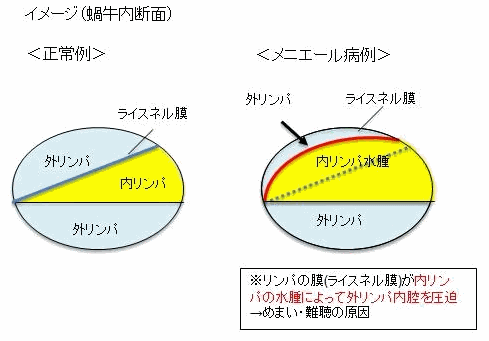 イメージ（蝸牛内断面）
＜正常例＞
ライスネル膜
外リンパ
内リンパ
外リンパ
＜メニエール病例＞
外リンパ
ライスネル膜
内リンパ水腫
外リンパ
※リンパの膜(ライスネル膜)が内リン
パの水腫によって外リンパ内腔を圧迫
→めまい・難聴の原因